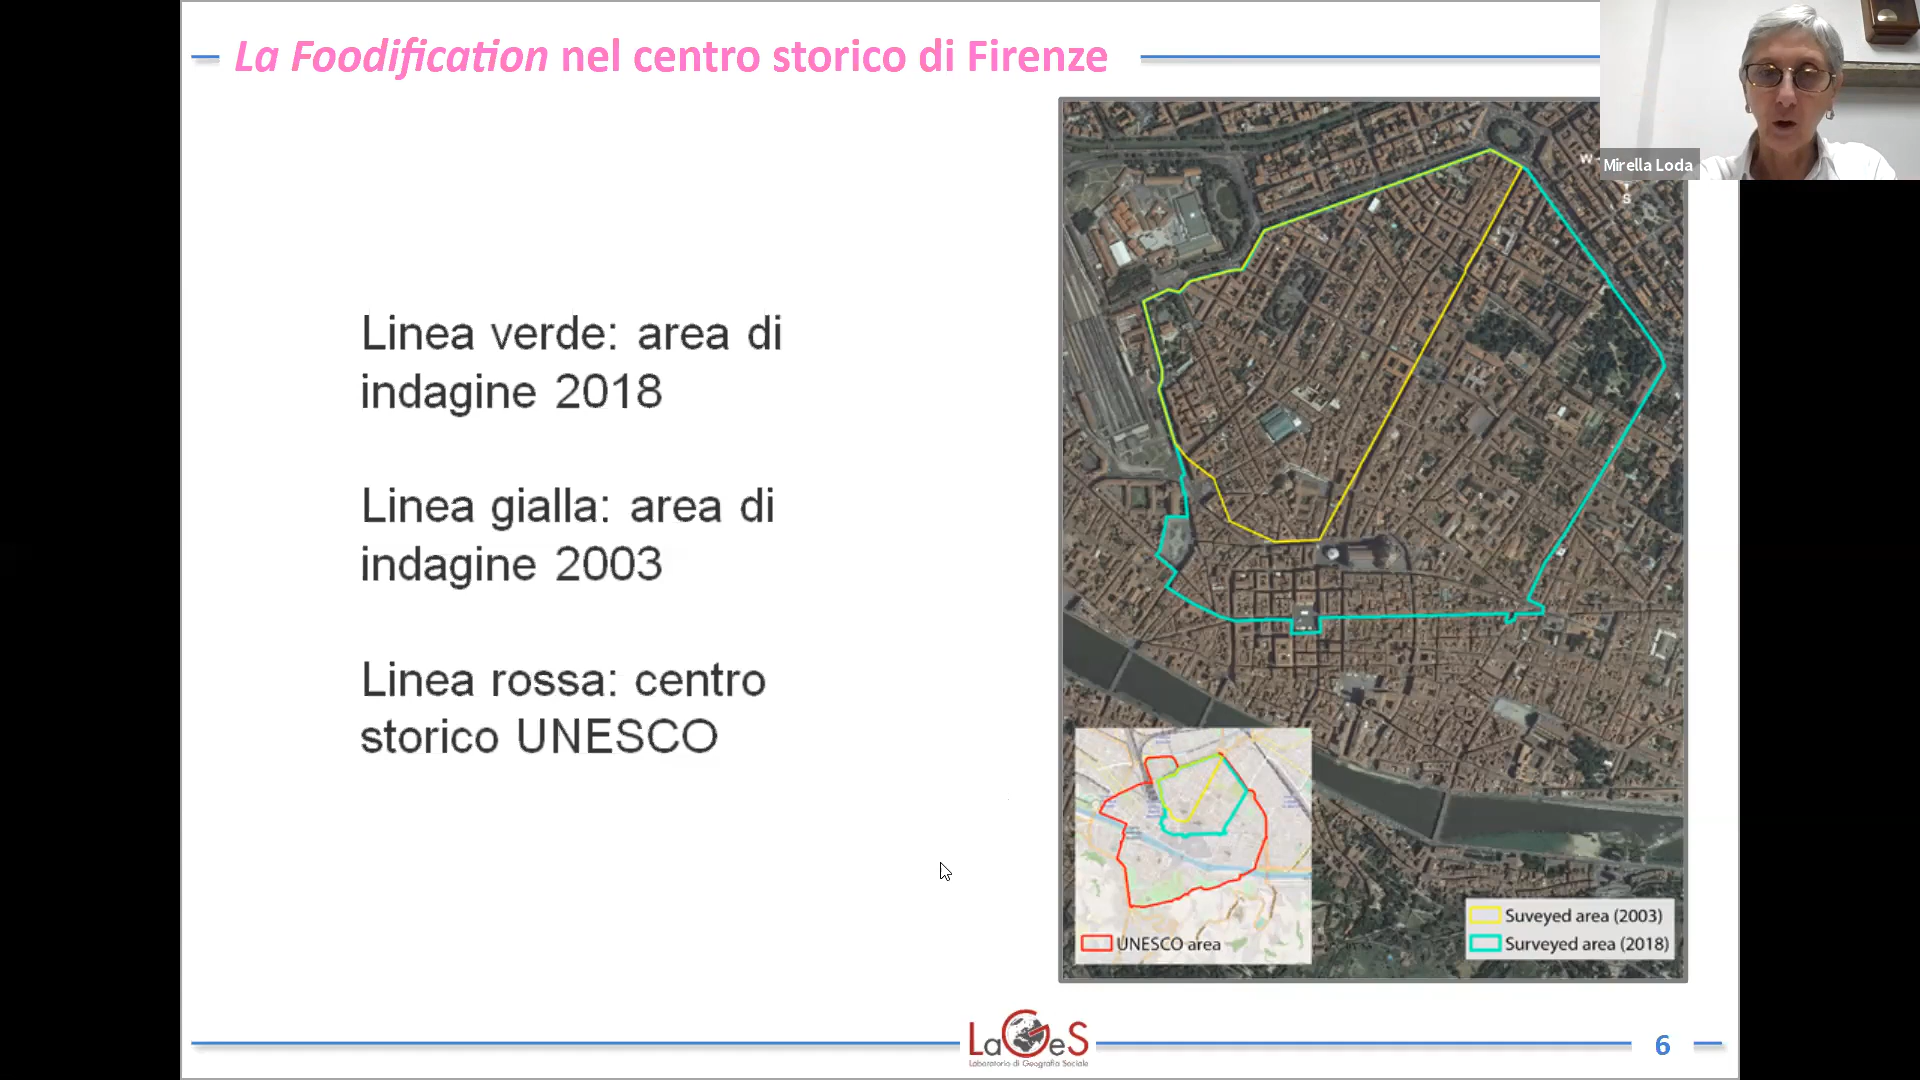 La Foodification nel centro storico di Firenze
Mirella Loda
W
S
Linea verde: area di
indagine 2018
Linea gialla: area di
indagine 2003
Linea rossa: centro
storico UNESCO
UNESCO area
Suveyed area (2003)
Surveyed area (2018)
LaGeS
Laboratorio di Geografia Sociale
6